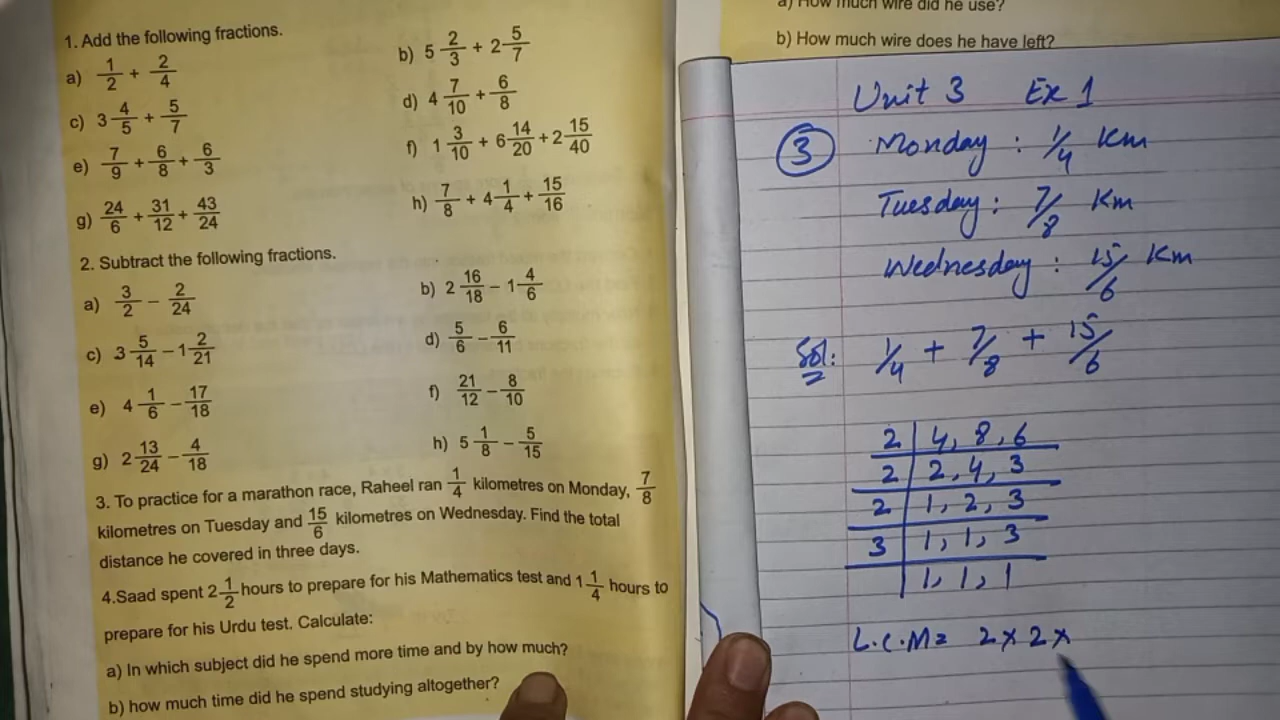 1. Add the following fractions.
a) 1/2 + 2/4
b) 5 2/3 + 2 5/7
c) 3 4/5 + 5/7
d) 4 7/10 + 6/8
e) 7/9 + 6/8 + 6/3
f) 1 3/10 + 6 14/20 + 2 15/40
g) 24/6 + 31/12 + 43/24
h) 7/8 + 4 1/4 + 15/16
2. Subtract the following fractions.
a) 3/2 − 2/24
b) 2 16/18 − 1 4/6
c) 3 5/14 − 1 2/21
d) 5/6 − 6/11
e) 4 1/6 − 17/18
f) 21/12 − 8/10
g) 2 13/24 − 4/18
h) 5 1/8 − 5/15
3. To practice for a marathon race, Raheel ran 1/4 kilometres on Monday, 7/8
kilometres on Tuesday and 15/6 kilometres on Wednesday. Find the total
distance he covered in three days.
4.Saad spent 2 1/2 hours to prepare for his Mathematics test and 1 1/4 hours to
prepare for his Urdu test. Calculate:
a) In which subject did he spend more time and by how much?
b) how much time did he spend studying altogether?
a) How much wire did he use?
b) How much wire does he have left?
Unit 3 Ex 1
3 Monday : 1/4 Km
Tuesday : 7/8 Km
Wednesday : 15/6 Km
Sol: 1/4 + 7/8 + 15/6
2 | 4, 8, 6
2 | 2, 4, 3
2 | 1, 2, 3
3 | 1, 1, 3
| 1, 1, 1
L.C.M= 2 x 2 x